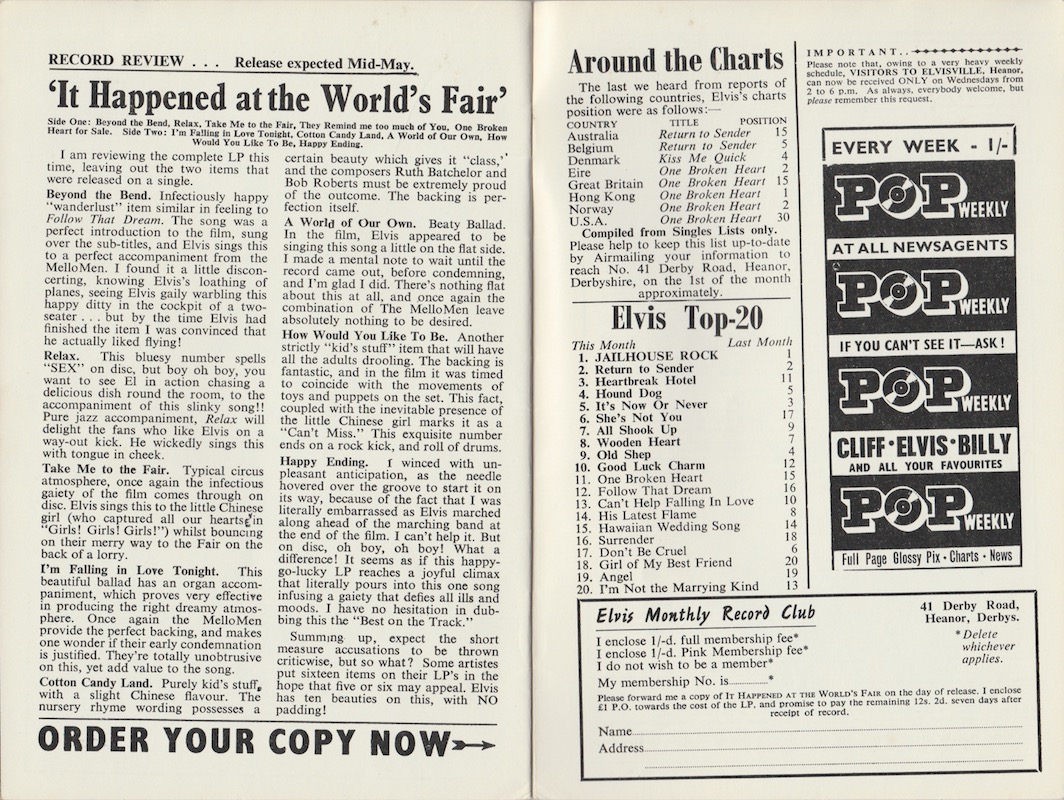 RECORD REVIEW . . . Release expected Mid-May.
‘It Happened at the World’s Fair’
Side One: Beyond the Bend, Relax, Take Me to the Fair, They Remind me too much of You, One Broken
Heart for Sale. Side Two: I'm Falling in Love Tonight, Cotton Candy Land, A World of Our Own, How
Would You Like To Be, Happy Ending.
I am reviewing the complete LP this
time, leaving out the two items that
were released on a single.
Beyond the Bend. Infectiously happy
“wanderlust” item similar in feeling to
Follow That Dream. The song was a
perfect introduction to the film, sung
over the sub-titles, and Elvis sings this
to a perfect accompaniment from the
MelloMen. I found it a little discon-
certing, knowing Elvis's loathing of
planes, seeing Elvis gaily warbling this
happy ditty in the cockpit of a two-
seater . . . but by the time Elvis had
finished the item I was convinced that
he actually liked flying!
Relax. This bluesy number spells
“SEX” on disc, but boy oh boy, you
want to see El in action chasing a
delicious dish round the room, to the
accompaniment of this slinky song!!
Pure jazz accompaniment, Relax will
delight the fans who like Elvis on a
way-out kick. He wickedly sings this
with tongue in cheek.
Take Me to the Fair. Typical circus
atmosphere, once again the infectious
gaiety of the film comes through on
disc. Elvis sings this to the little Chinese
girl (who captured all our hearts in
“Girls! Girls! Girls!”) whilst bouncing
on their merry way to the Fair on the
back of a lorry.
I'm Falling in Love Tonight. This
beautiful ballad has an organ accom-
paniment, which proves very effective
in producing the right dreamy atmos-
phere. Once again the MelloMen
provide the perfect backing, and makes
one wonder if their early condemnation
is justified. They're totally unobtrusive
on this, yet add value to the song.
Cotton Candy Land. Purely kid's stuff,
with a slight Chinese flavour. The
nursery rhyme wording possesses a
certain beauty which gives it “class,”
and the composers Ruth Batchelor and
Bob Roberts must be extremely proud
of the outcome. The backing is per-
fection itself.
A World of Our Own. Beaty Ballad.
In the film, Elvis appeared to be
singing this song a little on the flat side.
I made a mental note to wait until the
record came out, before condemning,
and I'm glad I did. There's nothing flat
about this at all, and once again the
combination of The MelloMen leave
absolutely nothing to be desired.
How Would You Like To Be. Another
strictly “kid's stuff” item that will have
all the adults drooling. The backing is
fantastic, and in the film it was timed
to coincide with the movements of
toys and puppets on the set. This fact,
coupled with the inevitable presence of
the little Chinese girl marks it as a
“Can't Miss.” This exquisite number
ends on a rock kick, and roll of drums.
Happy Ending. I winced with un-
pleasant anticipation, as the needle
hovered over the groove to start it on
its way, because of the fact that I was
literally embarrassed as Elvis marched
along ahead of the marching band at
the end of the film. I can't help it. But
on disc, oh boy, oh boy! What a
difference! It seems as if this happy-
go-lucky LP reaches a joyful climax
that literally pours into this one song
infusing a gaiety that defies all ills and
moods. I have no hesitation in dub-
bing this the “Best on the Track.”
Summing up, expect the short
measure accusations to be thrown
criticwise, but so what? Some artistes
put sixteen items on their LP's in the
hope that five or six may appeal. Elvis
has ten beauties on this, with NO
padding!
ORDER YOUR COPY NOW
Around the Charts
The last we heard from reports of
the following countries, Elvis's charts
position were as follows:—
COUNTRY TITLE POSITION
Australia Return to Sender 15
Belgium Return to Sender 5
Denmark Kiss Me Quick 4
Eire One Broken Heart 2
Great Britain One Broken Heart 15
Hong Kong One Broken Heart 1
Norway One Broken Heart 2
U.S.A. One Broken Heart 30
Compiled from Singles Lists only.
Please help to keep this list up-to-date
by Airmailing your information to
reach No. 41 Derby Road, Heanor,
Derbyshire, on the 1st of the month
approximately.
Elvis Top-20
This Month Last Month
1. JAILHOUSE ROCK 1
2. Return to Sender 2
3. Heartbreak Hotel 11
4. Hound Dog 5
5. It's Now Or Never 3
6. She's Not You 17
7. All Shook Up 9
8. Wooden Heart 7
9. Old Shep 4
10. Good Luck Charm 12
11. One Broken Heart 15
12. Follow That Dream 16
13. Can't Help Falling In Love 10
14. His Latest Flame 8
15. Hawaiian Wedding Song 14
16. Surrender 18
17. Don't Be Cruel 6
18. Girl of My Best Friend 20
19. Angel 19
20. I'm Not the Marrying Kind 13
IMPORTANT..
Please note that, owing to a very heavy weekly
schedule, VISITORS TO ELVISVILLE, Heanor,
can now be received ONLY on Wednesdays from
2 to 6 p.m. As always, everybody welcome, but
please remember this request.
EVERY WEEK - 1/-
POP WEEKLY
AT ALL NEWSAGENTS
POP WEEKLY
IF YOU CAN'T SEE IT—ASK!
POP WEEKLY
CLIFF·ELVIS·BILLY
AND ALL YOUR FAVOURITES
POP WEEKLY
Full Page Glossy Pix · Charts · News
Elvis Monthly Record Club
41 Derby Road,
Heanor, Derbys.
I enclose 1/-d. full membership fee*
I enclose 1/-d. Pink Membership fee*
I do not wish to be a member*
My membership No. is............*
*Delete
whichever
applies.
Please forward me a copy of IT HAPPENED AT THE WORLD'S FAIR on the day of release. I enclose
£1 P.O. towards the cost of the LP, and promise to pay the remaining 12s. 2d. seven days after
receipt of record.
Name
Address